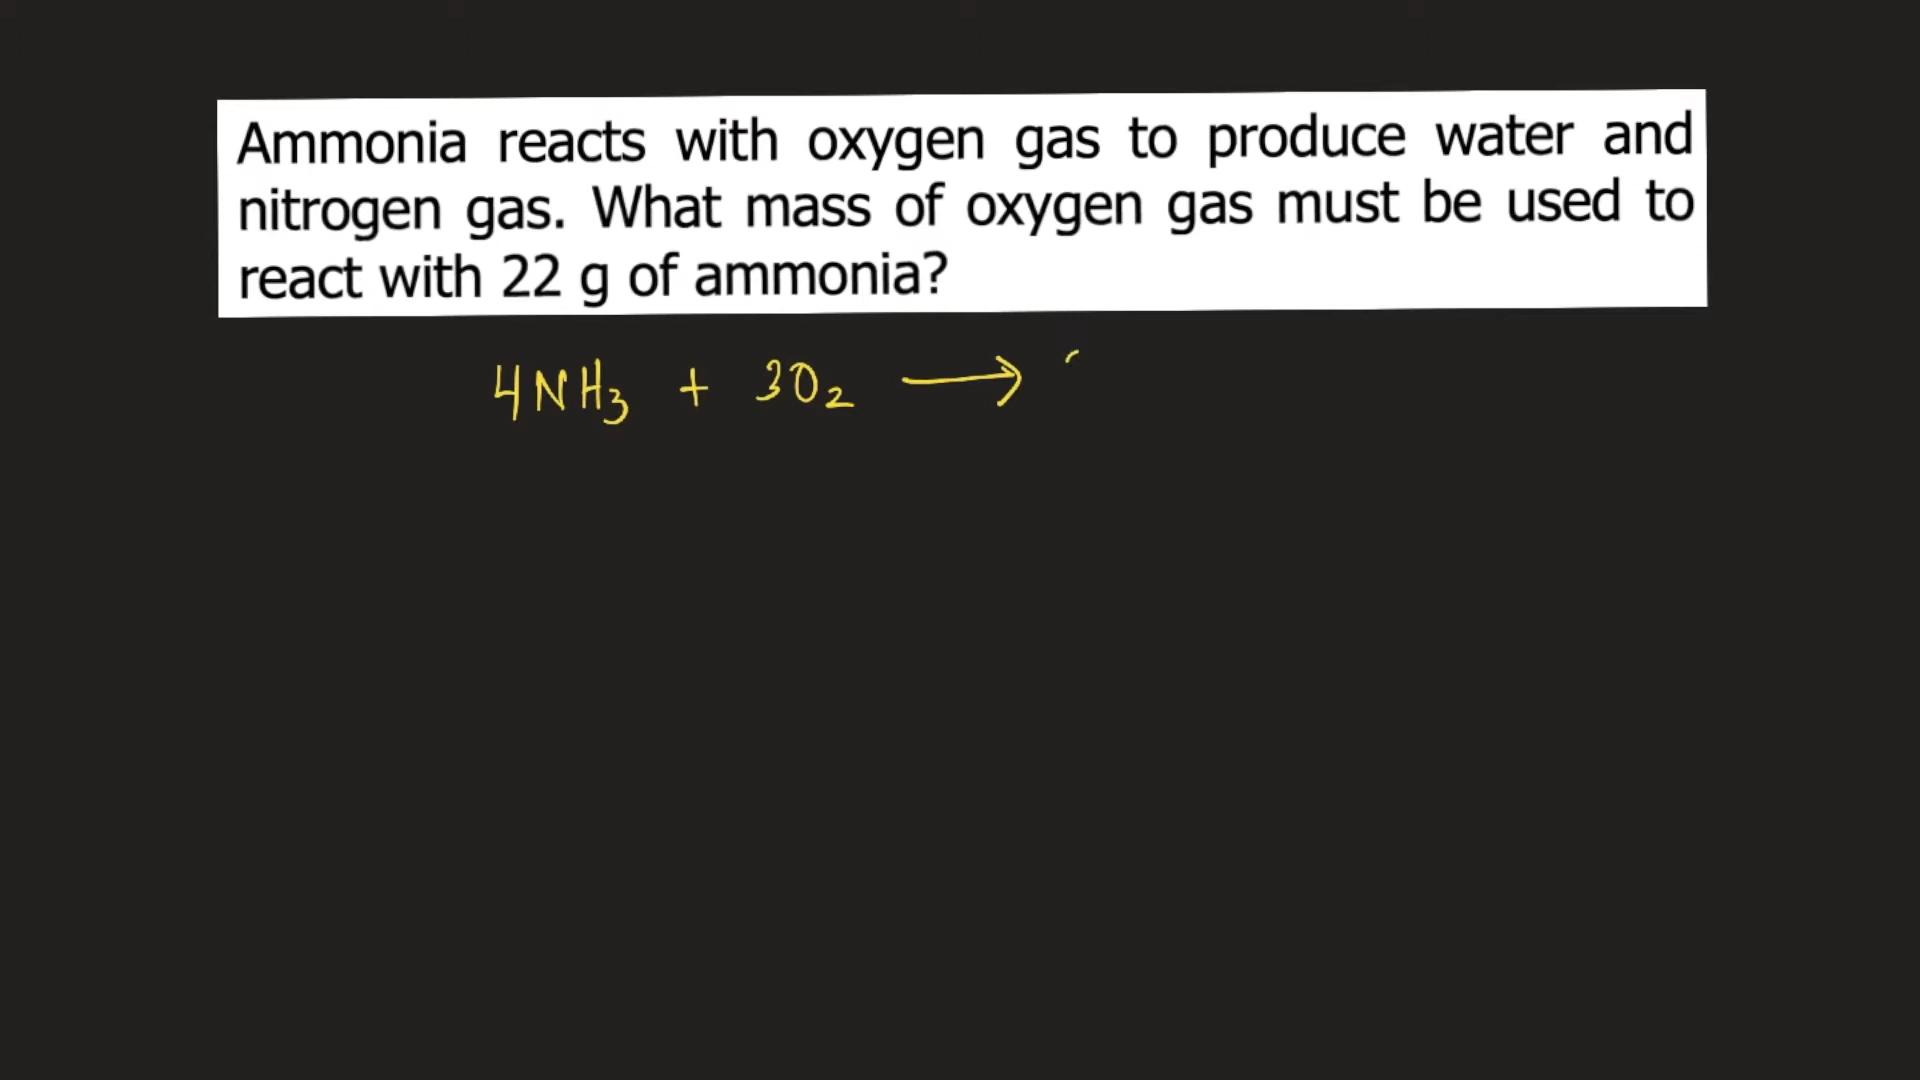 Ammonia reacts with oxygen gas to produce water and
nitrogen gas. What mass of oxygen gas must be used to
react with 22 g of ammonia?
4NH₃ + 3O₂ ⟶